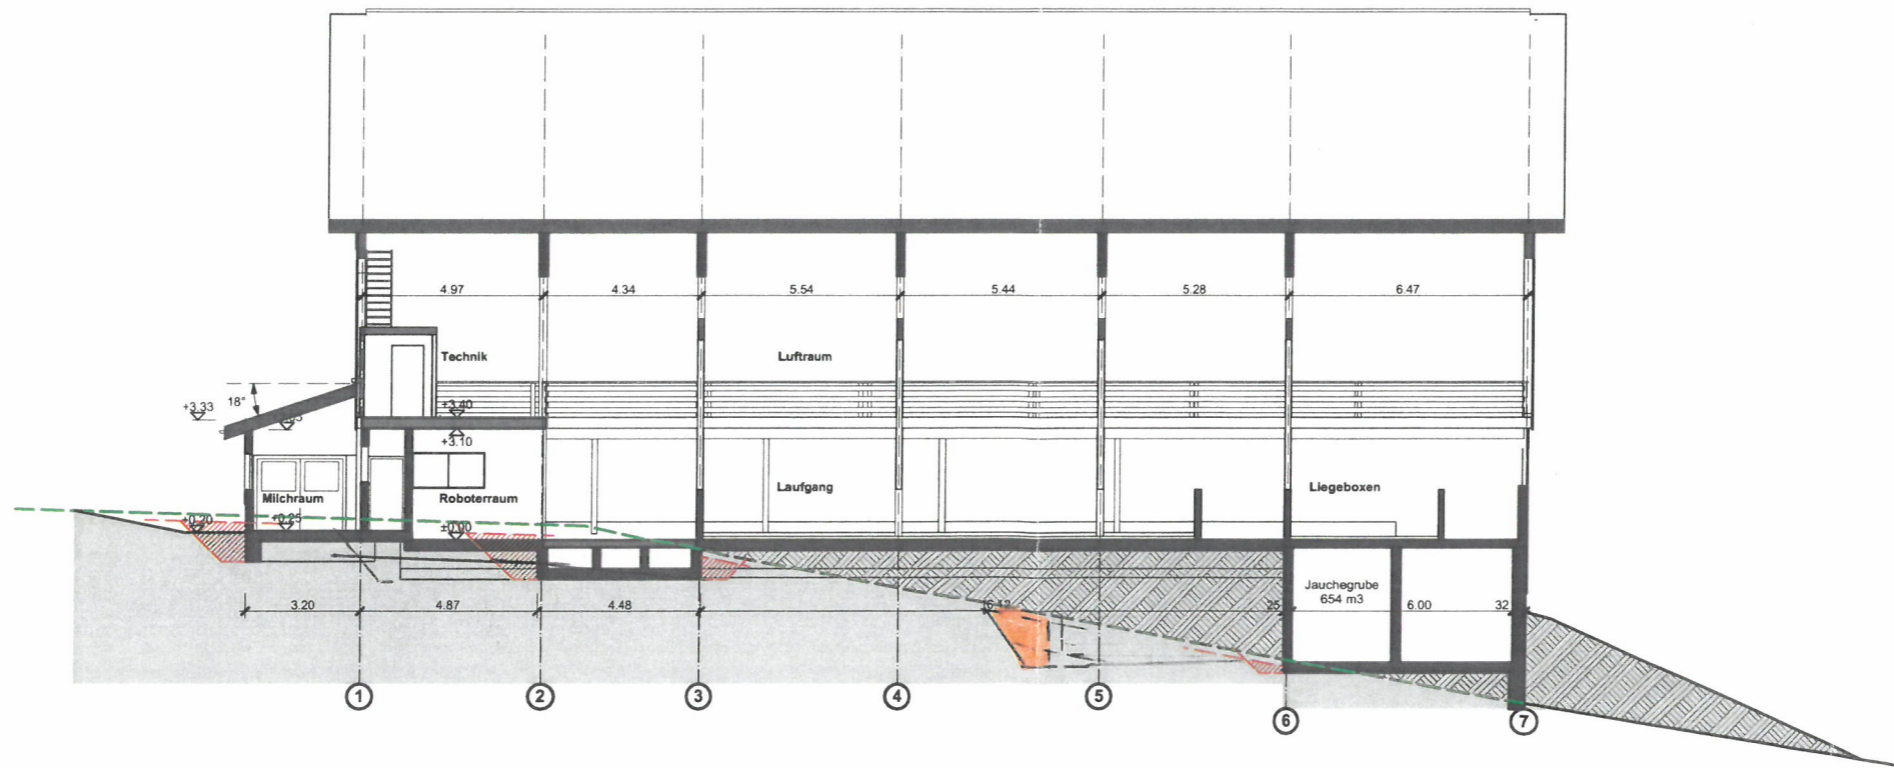 4.97 4.34 5.54 5.44 5.28 6.47
Technik Luftraum
18°
+3.33
+3.40
+3.10
Milchraum Roboterraum Laufgang Liegeboxen
+0.20 +0.25 ±0.00
Jauchegrube
654 m3
3.20 4.87 4.48 25 6.00 32
1 2 3 4 5
6 7